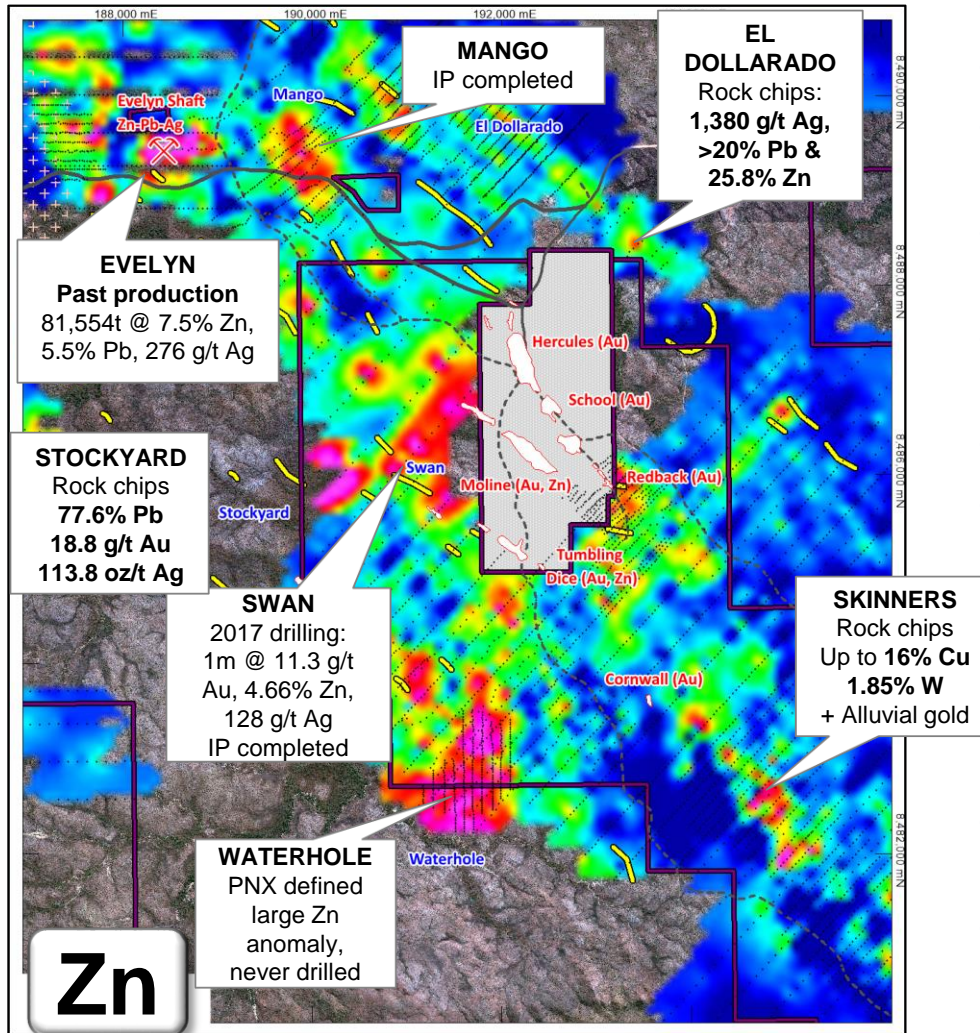 188,000 mE
190,000 mE
192,000 mE
8,490,000 mN
8,488,000 mN
8,486,000 mN
8,482,000 mN
MANGO
IP completed
EL
DOLLARADO
Rock chips:
1,380 g/t Ag,
>20% Pb &
25.8% Zn
Evelyn Shaft
Zn-Pb-Ag
Mango
El Dollarado
EVELYN
Past production
81,554t @ 7.5% Zn,
5.5% Pb, 276 g/t Ag
Hercules (Au)
School (Au)
Swan
Moline (Au, Zn)
Redback (Au)
STOCKYARD
Rock chips
77.6% Pb
18.8 g/t Au
113.8 oz/t Ag
Stockyard
Tumbling
Dice (Au, Zn)
SWAN
2017 drilling:
1m @ 11.3 g/t
Au, 4.66% Zn,
128 g/t Ag
IP completed
SKINNERS
Rock chips
Up to 16% Cu
1.85% W
+ Alluvial gold
Cornwall (Au)
WATERHOLE
PNX defined
large Zn
anomaly,
never drilled
Waterhole
Zn